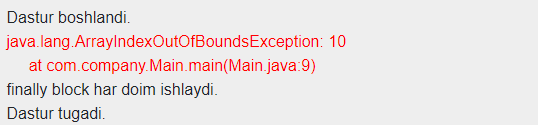 Dastur boshlandi.
java.lang.ArrayIndexOutOfBoundsException: 10
at com.company.Main.main(Main.java:9)
finally block har doim ishlaydi.
Dastur tugadi.